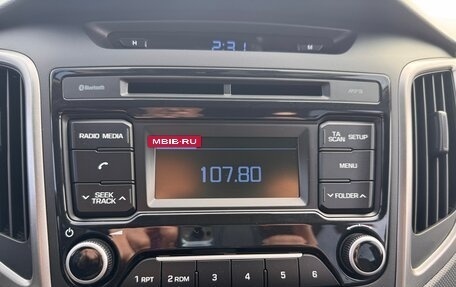 H 2:31 M
Bluetooth MP3
MBIB·RU
RADIO MEDIA
TA SCAN SETUP
107.80
MENU
SEEK TRACK
FOLDER
1 RPT 2 RDM 3 4 5 6